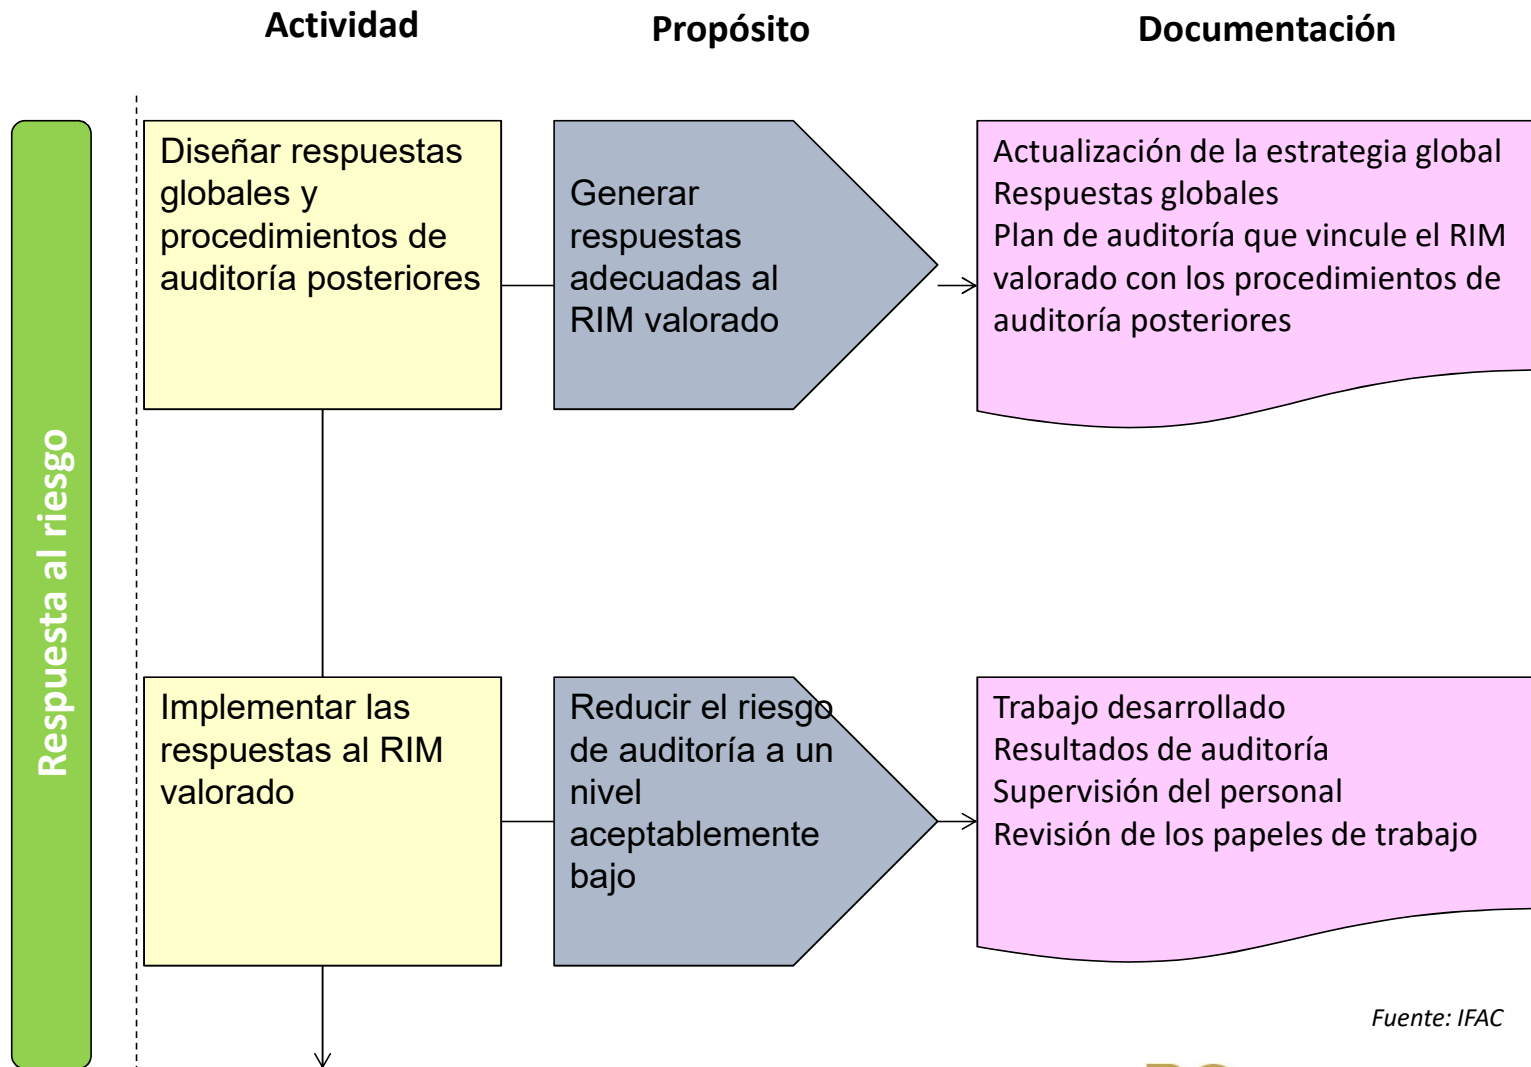 Actividad
Propósito
Documentación
Respuesta al riesgo
Diseñar respuestas
globales y
procedimientos de
auditoría posteriores
Generar
respuestas
adecuadas al
RIM valorado
Actualización de la estrategia global
Respuestas globales
Plan de auditoría que vincule el RIM
valorado con los procedimientos de
auditoría posteriores
Implementar las
respuestas al RIM
valorado
Reducir el riesgo
de auditoría a un
nivel
aceptablemente
bajo
Trabajo desarrollado
Resultados de auditoría
Supervisión del personal
Revisión de los papeles de trabajo
Fuente: IFAC